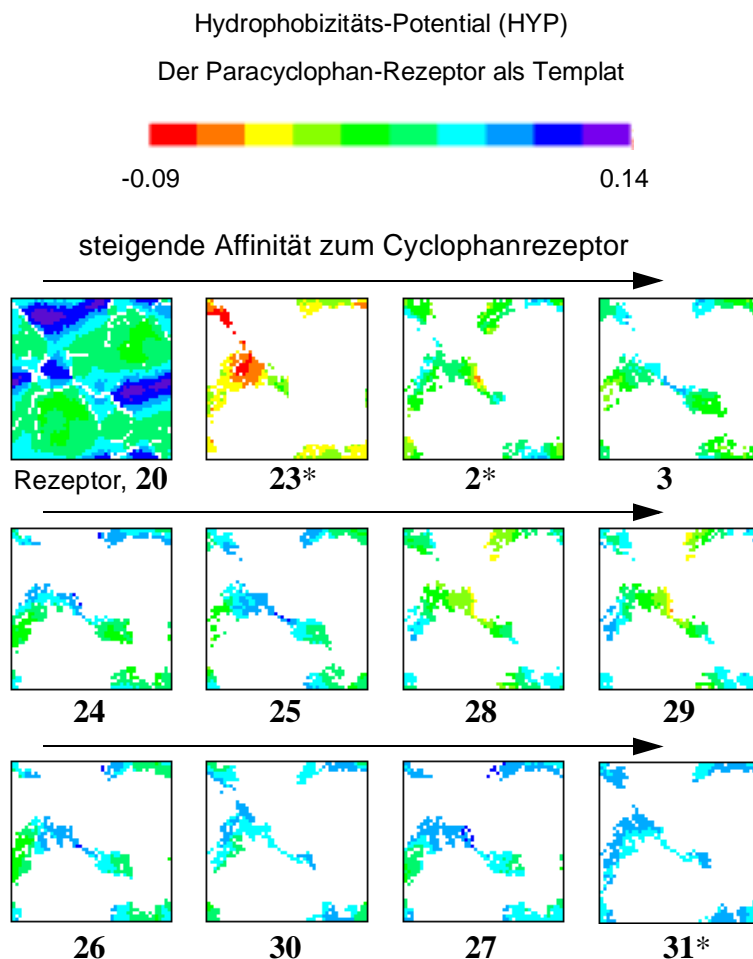 Hydrophobizitäts-Potential (HYP)
Der Paracyclophan-Rezeptor als Templat
-0.09 0.14
steigende Affinität zum Cyclophanrezeptor
Rezeptor, 20 23* 2* 3
24 25 28 29
26 30 27 31*